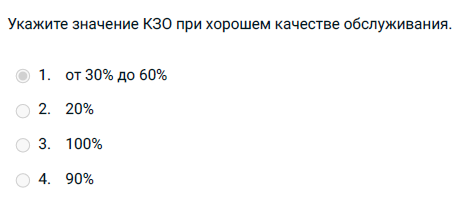 Укажите значение КЗО при хорошем качестве обслуживания.
1. от 30% до 60%
2. 20%
3. 100%
4. 90%